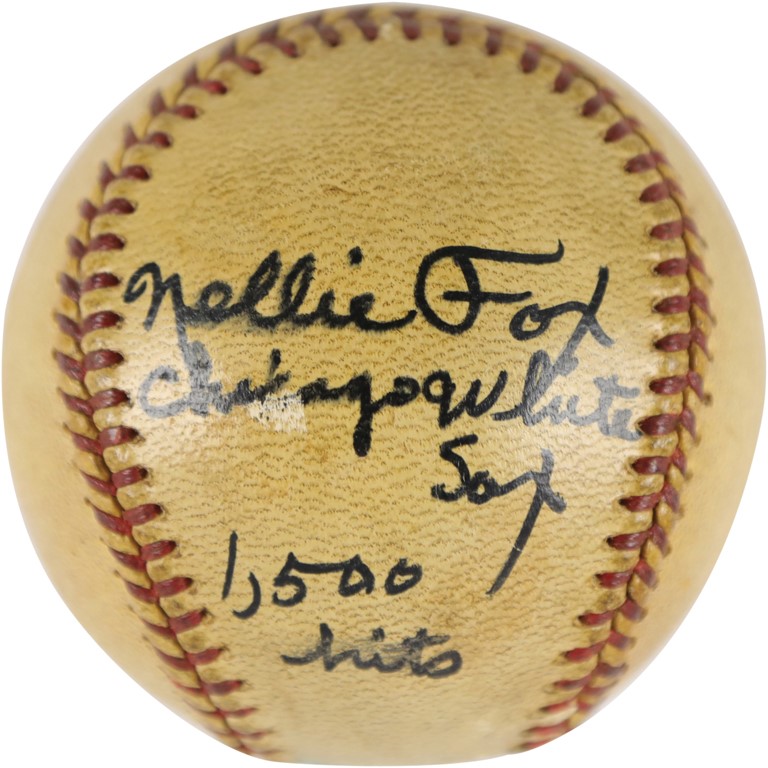 Nellie Fox
Chicago White
Sox
1,500
hits